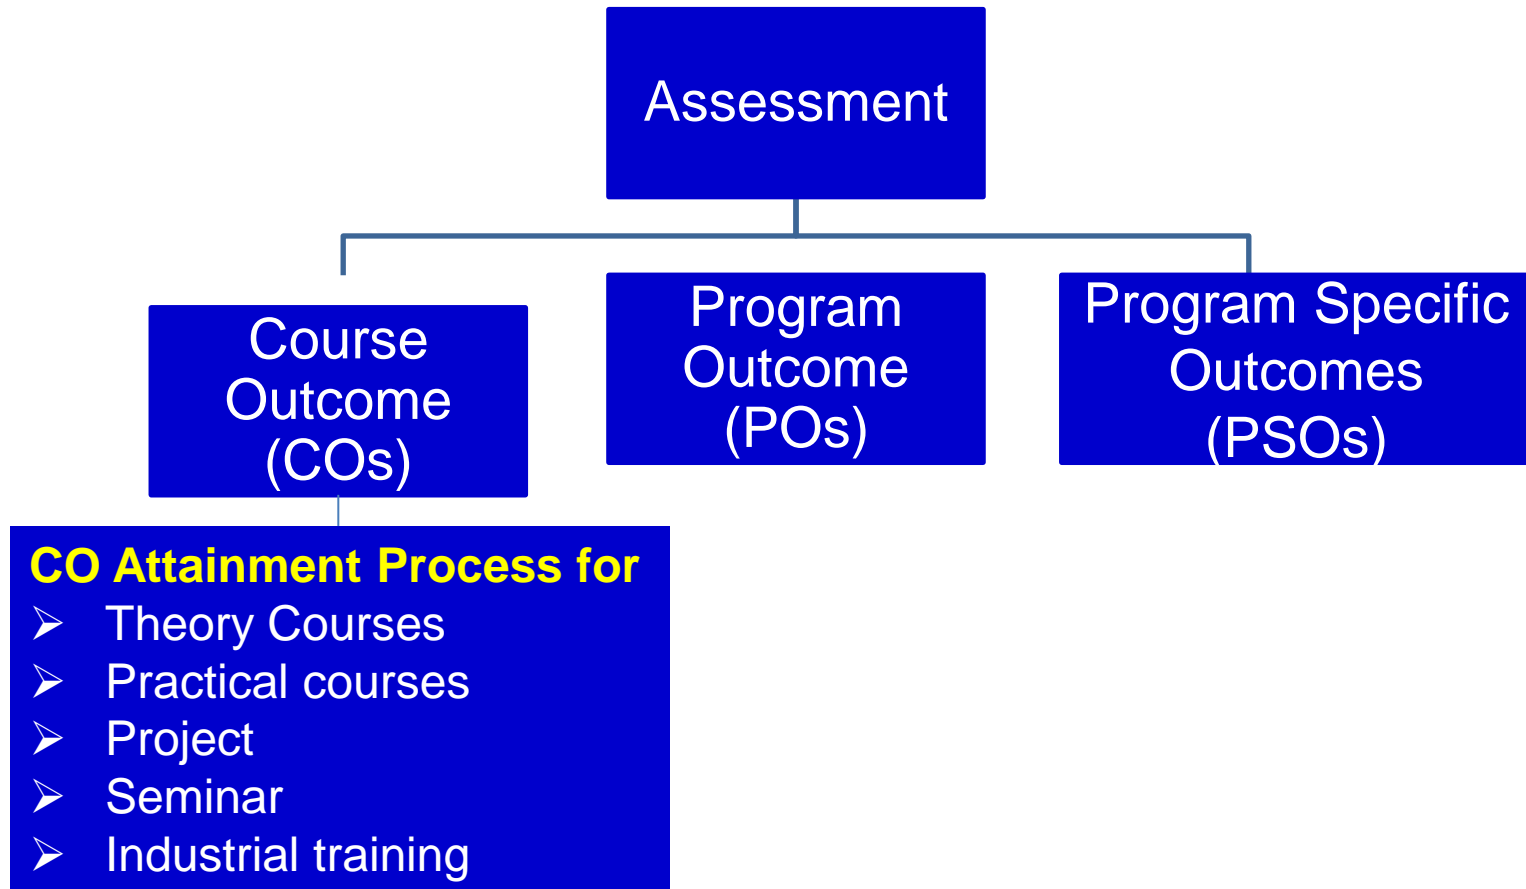 Assessment
Course
Outcome
(COs)
Program
Outcome
(POs)
Program Specific
Outcomes
(PSOs)
CO Attainment Process for
➢ Theory Courses
➢ Practical courses
➢ Project
➢ Seminar
➢ Industrial training